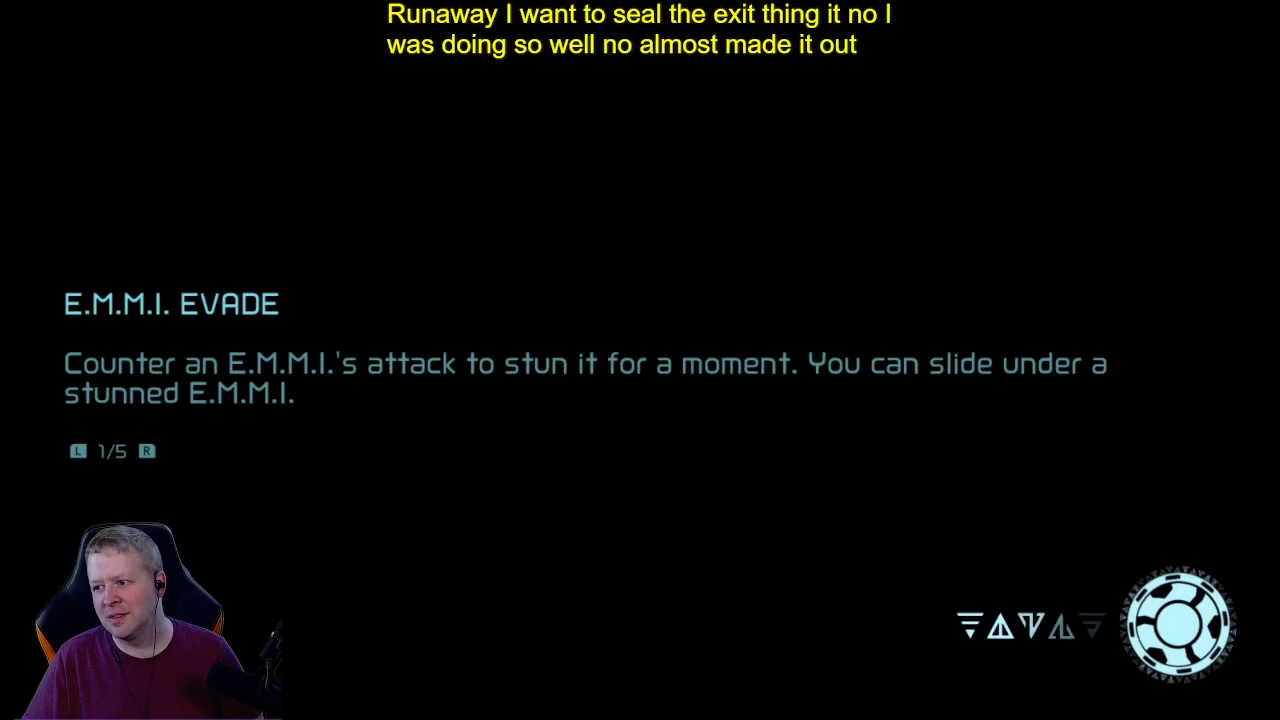 Runaway I want to seal the exit thing it no I
was doing so well no almost made it out
E.M.M.I. EVADE
Counter an E.M.M.I.'s attack to stun it for a moment. You can slide under a
stunned E.M.M.I.
L 1/5 R